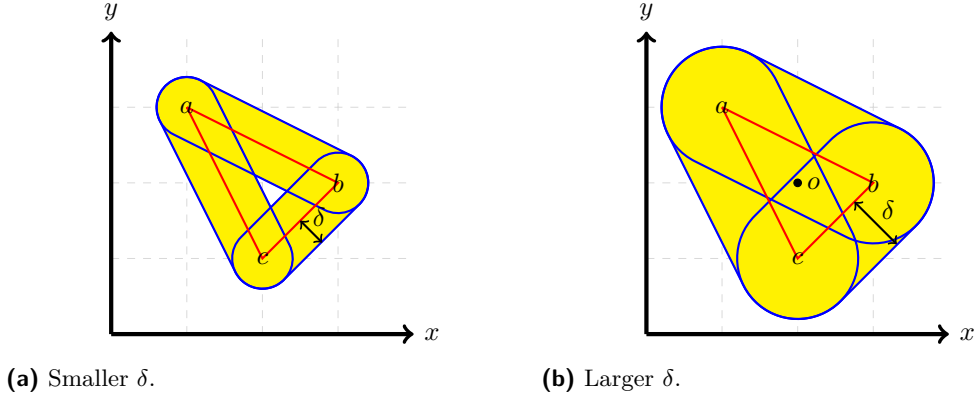 y
a
b
δ
c
x
(a) Smaller δ.
y
a
o
b
δ
c
x
(b) Larger δ.